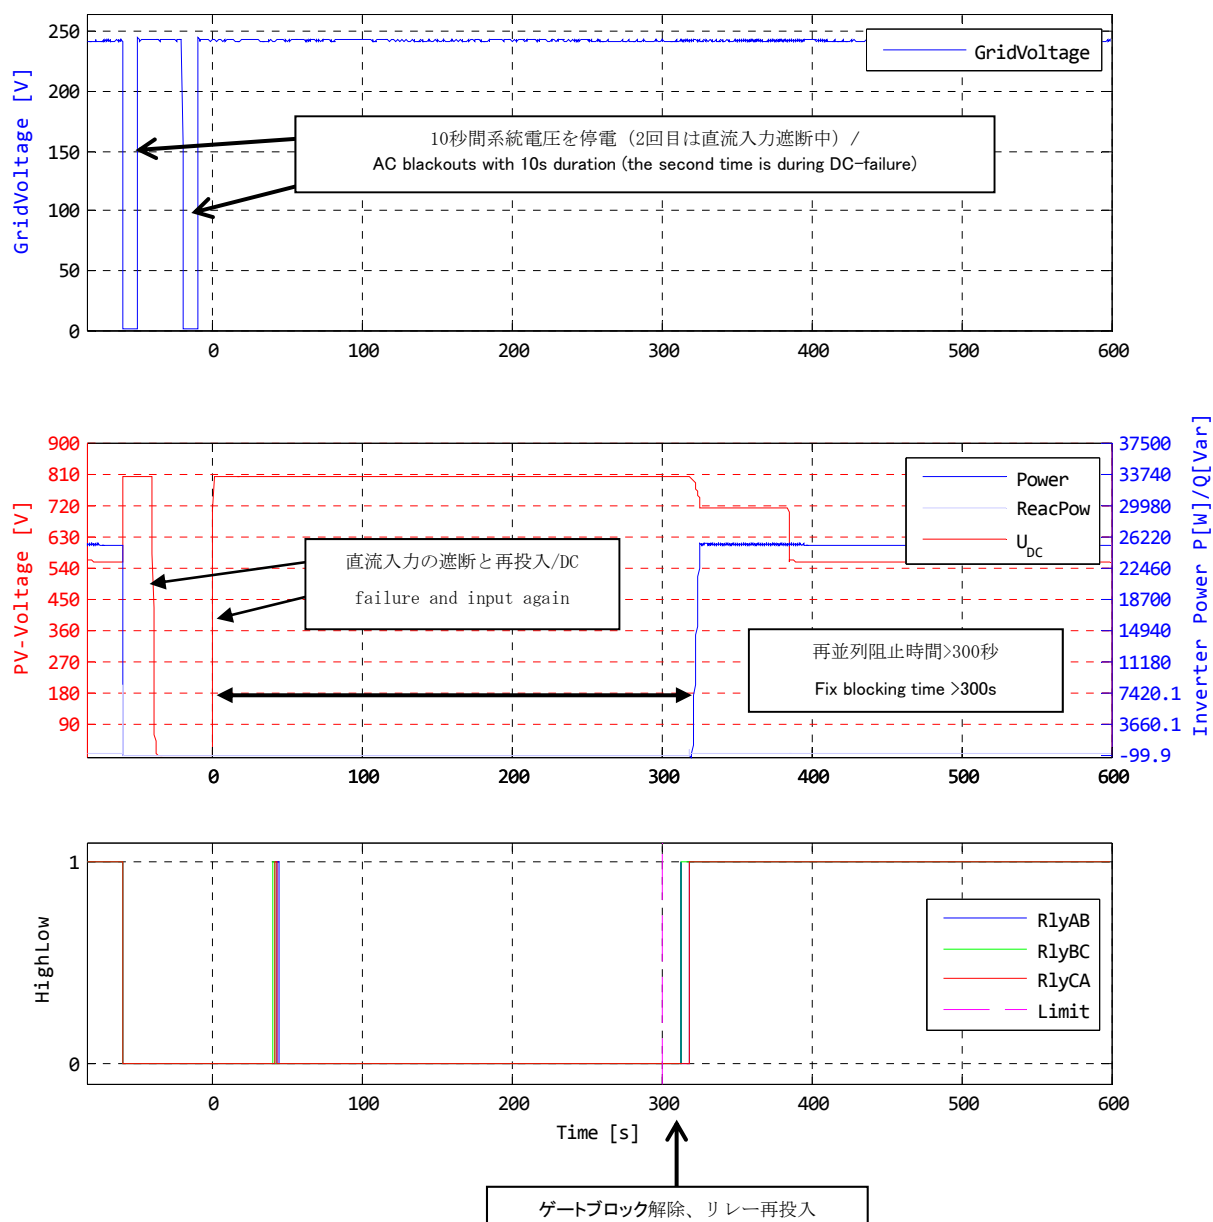 GridVoltage [V]
250
200
150
100
50
0
GridVoltage
10秒間系統電圧を停電（2回目は直流入力遮断中）/
AC blackouts with 10s duration (the second time is during DC-failure)
0 100 200 300 400 500 600
PV-Voltage [V]
900
810
720
630
540
450
360
270
180
90
Inverter Power P[W]/Q[Var]
37500
33740
29980
26220
22460
18700
14940
11180
7420.1
3660.1
-99.9
Power
ReacPow
U_DC
直流入力の遮断と再投入/DC
failure and input again
再並列阻止時間>300秒
Fix blocking time >300s
0 100 200 300 400 500 600
HighLow
1
0
RlyAB
RlyBC
RlyCA
Limit
0 100 200 300 400 500 600
Time [s]
ゲートブロック解除、リレー再投入